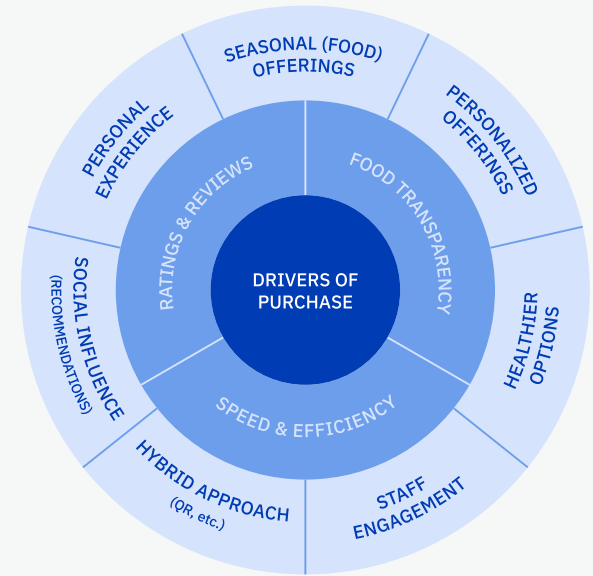 SEASONAL (FOOD)
OFFERINGS
PERSONALIZED
OFFERINGS
HEALTHIER
OPTIONS
STAFF
ENGAGEMENT
HYBRID APPROACH
(QR, etc.)
SOCIAL INFLUENCE
(RECOMMENDATIONS)
PERSONAL
EXPERIENCE
RATINGS & REVIEWS
FOOD TRANSPARENCY
SPEED & EFFICIENCY
DRIVERS OF
PURCHASE